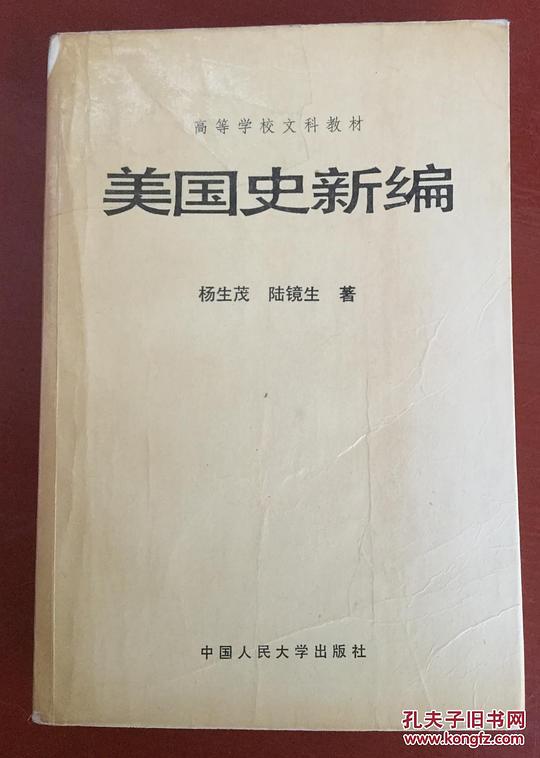 高等学校文科教材
美国史新编
杨生茂 陆镜生 著
中国人民大学出版社
孔夫子旧书网
www.kongfz.com